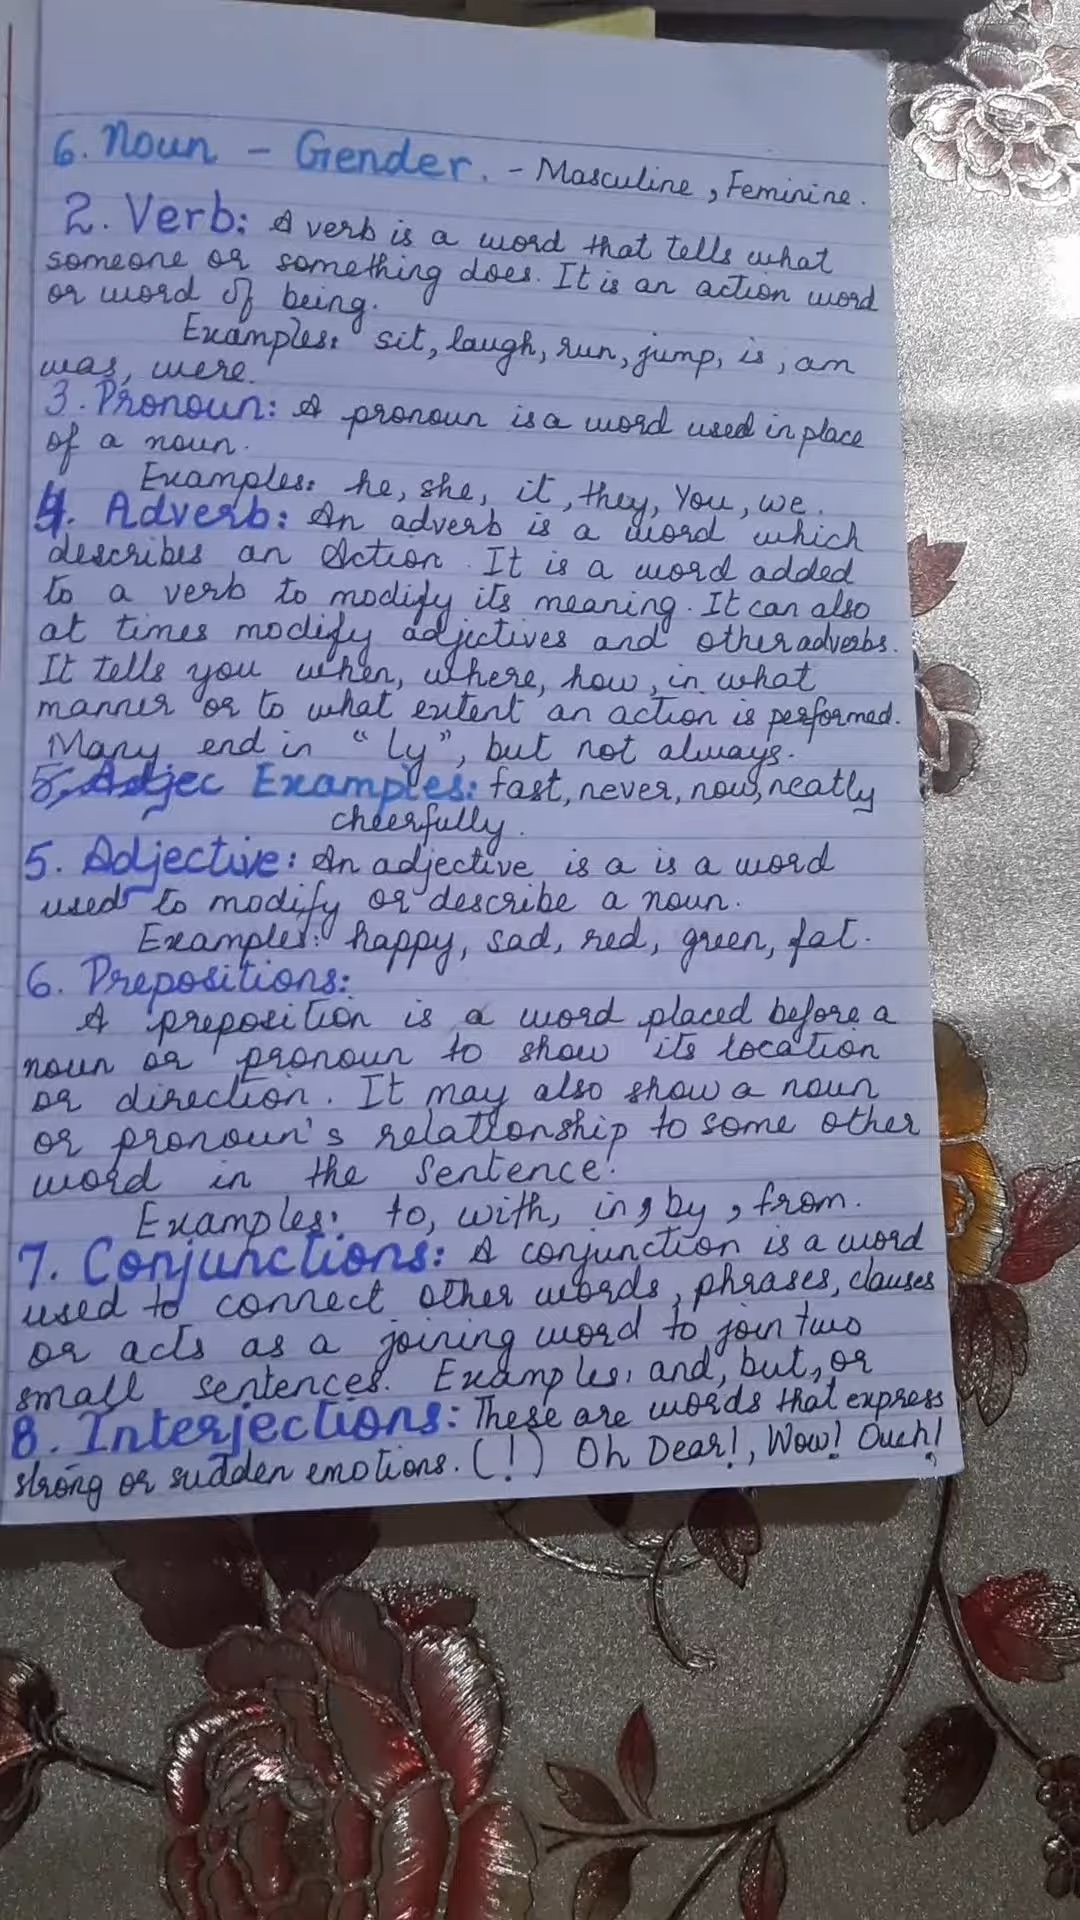 6. Noun - Gender. - Masculine, Feminine.
2. Verb: A verb is a word that tells what
someone or something does. It is an action word
or word of being.
Examples: sit, laugh, run, jump, is, am
was, were.
3. Pronoun: A pronoun is a word used in place
of a noun.
Examples: he, she, it, they, You, we.
4. Adverb: An adverb is a word which
describes an Action. It is a word added
to a verb to modify its meaning. It can also
at times modify adjectives and other adverbs.
It tells you when, where, how, in what
manner or to what extent an action is performed.
Many end in "ly", but not always.
5. Adjec Examples: fast, never, now, neatly
cheerfully.
5. Adjective: An adjective is a is a word
used to modify or describe a noun.
Examples: happy, sad, red, green, fat.
6. Prepositions:
A preposition is a word placed before a
noun or pronoun to show its location
or direction. It may also show a noun
or pronoun's relationship to some other
word in the Sentence.
Examples: to, with, in, by, from.
7. Conjunctions: A conjunction is a word
used to connect other words, phrases, clauses
or acts as a joining word to join two
small sentences. Examples: and, but, or
8. Interjections: These are words that express
strong or sudden emotions. (!) Oh Dear!, Wow! Ouch!